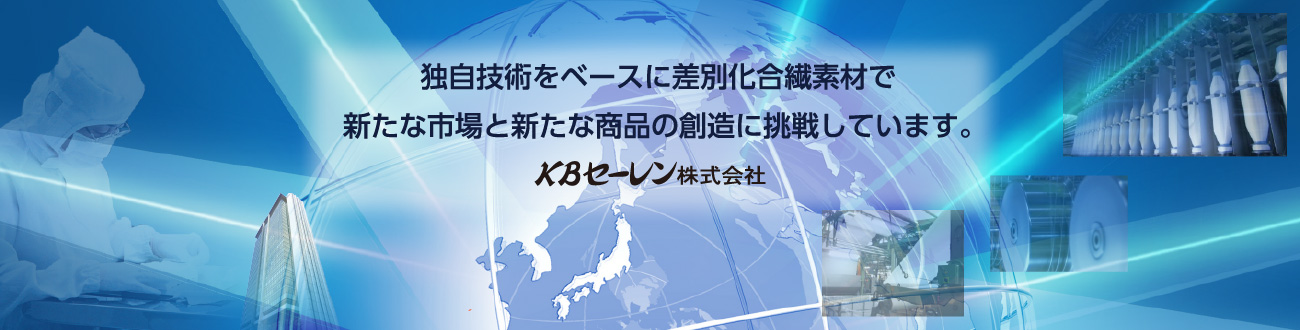 独自技術をベースに差別化合繊素材で
新たな市場と新たな商品の創造に挑戦しています。
KBセーレン株式会社